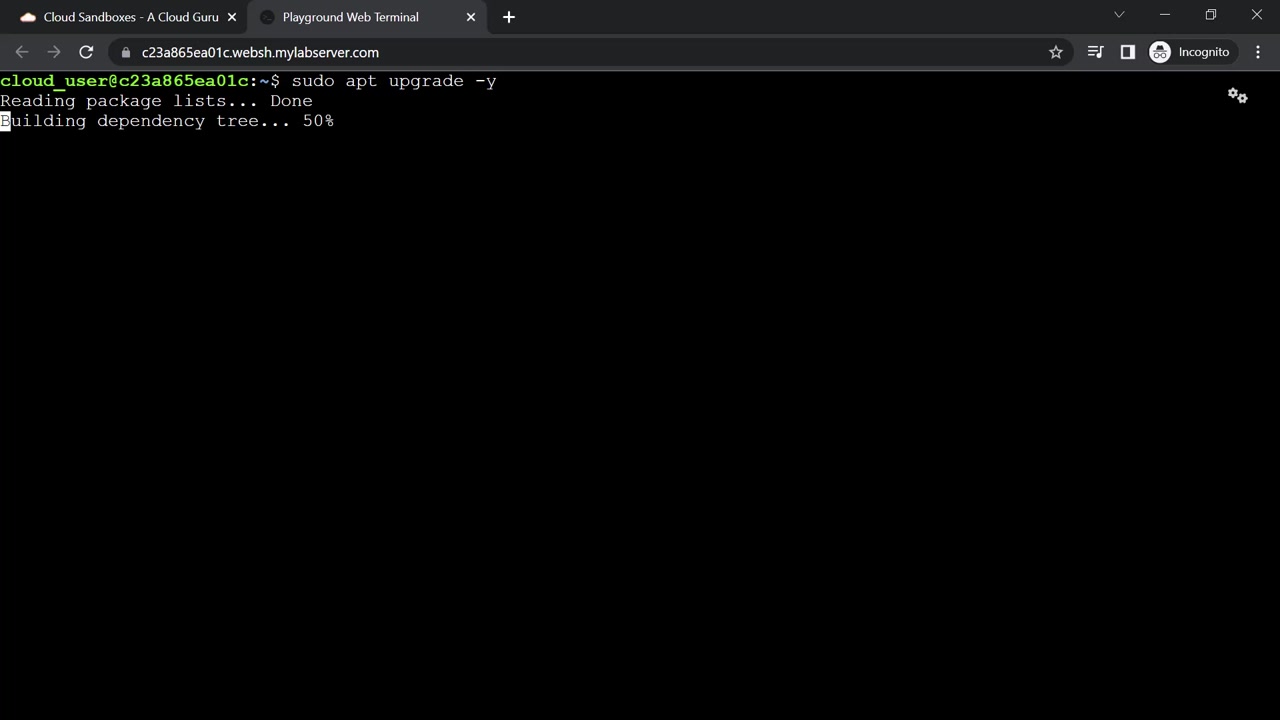 Cloud Sandboxes - A Cloud Guru
Playground Web Terminal
c23a865ea01c.websh.mylabserver.com
Incognito
cloud_user@c23a865ea01c:~$ sudo apt upgrade -y
Reading package lists... Done
Building dependency tree... 50%